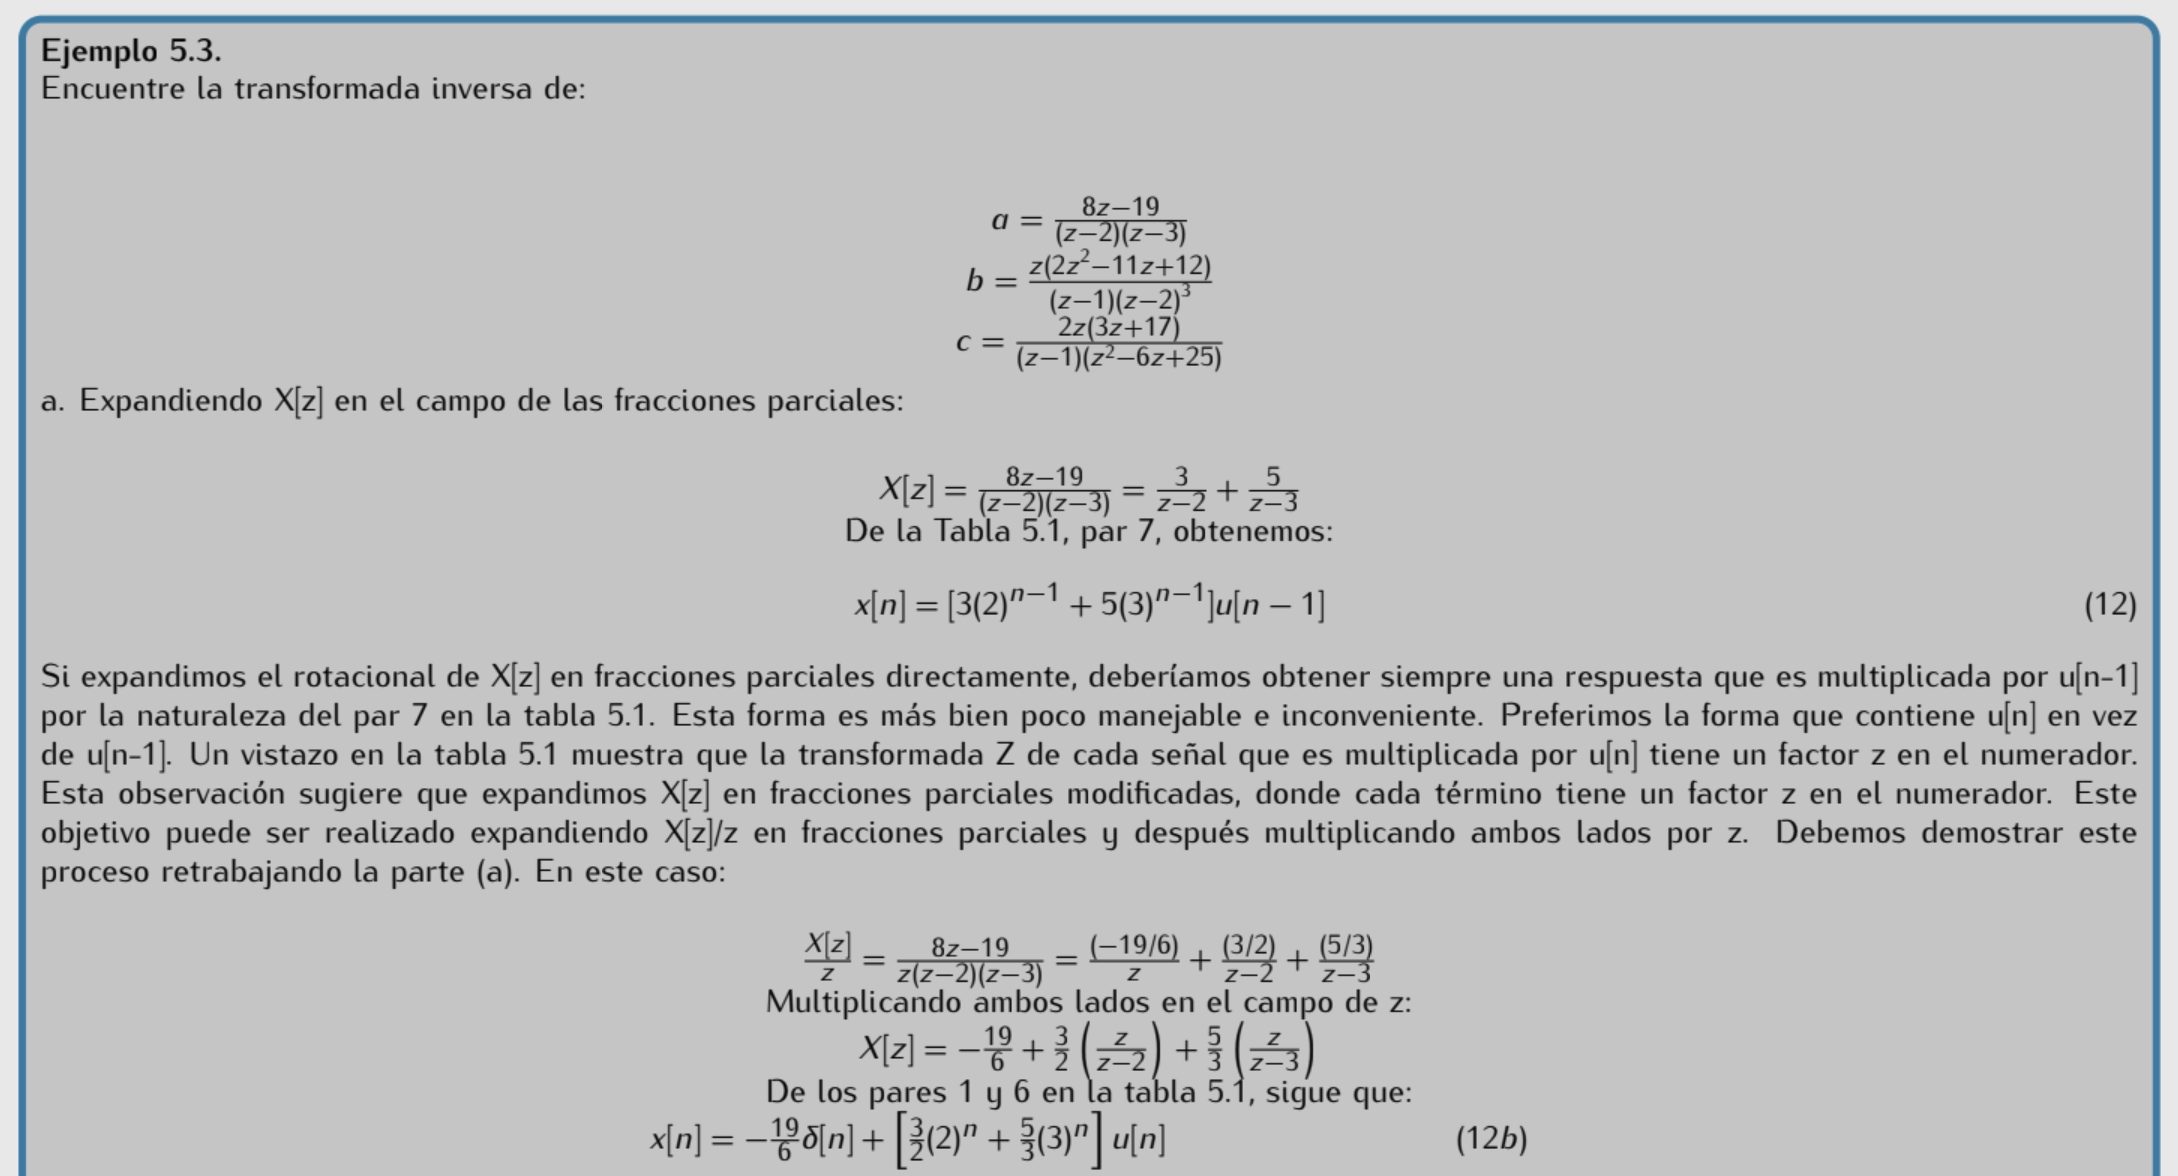 Ejemplo 5.3.
Encuentre la transformada inversa de:
a = \frac{8z−19}{(z−2)(z−3)}
b = \frac{z(2z^2−11z+12)}{(z−1)(z−2)^3}
c = \frac{2z(3z+17)}{(z−1)(z^2−6z+25)}
a. Expandiendo X[z] en el campo de las fracciones parciales:
X[z] = \frac{8z−19}{(z−2)(z−3)} = \frac{3}{z−2} + \frac{5}{z−3}
De la Tabla 5.1, par 7, obtenemos:
x[n] = [3(2)^{n−1} + 5(3)^{n−1}]u[n − 1] (12)
Si expandimos el rotacional de X[z] en fracciones parciales directamente, deberíamos obtener siempre una respuesta que es multiplicada por u[n-1]
por la naturaleza del par 7 en la tabla 5.1. Esta forma es más bien poco manejable e inconveniente. Preferimos la forma que contiene u[n] en vez
de u[n-1]. Un vistazo en la tabla 5.1 muestra que la transformada Z de cada señal que es multiplicada por u[n] tiene un factor z en el numerador.
Esta observación sugiere que expandimos X[z] en fracciones parciales modificadas, donde cada término tiene un factor z en el numerador. Este
objetivo puede ser realizado expandiendo X[z]/z en fracciones parciales y después multiplicando ambos lados por z. Debemos demostrar este
proceso retrabajando la parte (a). En este caso:
\frac{X[z]}{z} = \frac{8z−19}{z(z−2)(z−3)} = \frac{(−19/6)}{z} + \frac{(3/2)}{z−2} + \frac{(5/3)}{z−3}
Multiplicando ambos lados en el campo de z:
X[z] = −\frac{19}{6} + \frac{3}{2} \left( \frac{z}{z−2} \right) + \frac{5}{3} \left( \frac{z}{z−3} \right)
De los pares 1 y 6 en la tabla 5.1, sigue que:
x[n] = −\frac{19}{6}δ[n] + \left[ \frac{3}{2}(2)^n + \frac{5}{3}(3)^n \right] u[n] (12b)